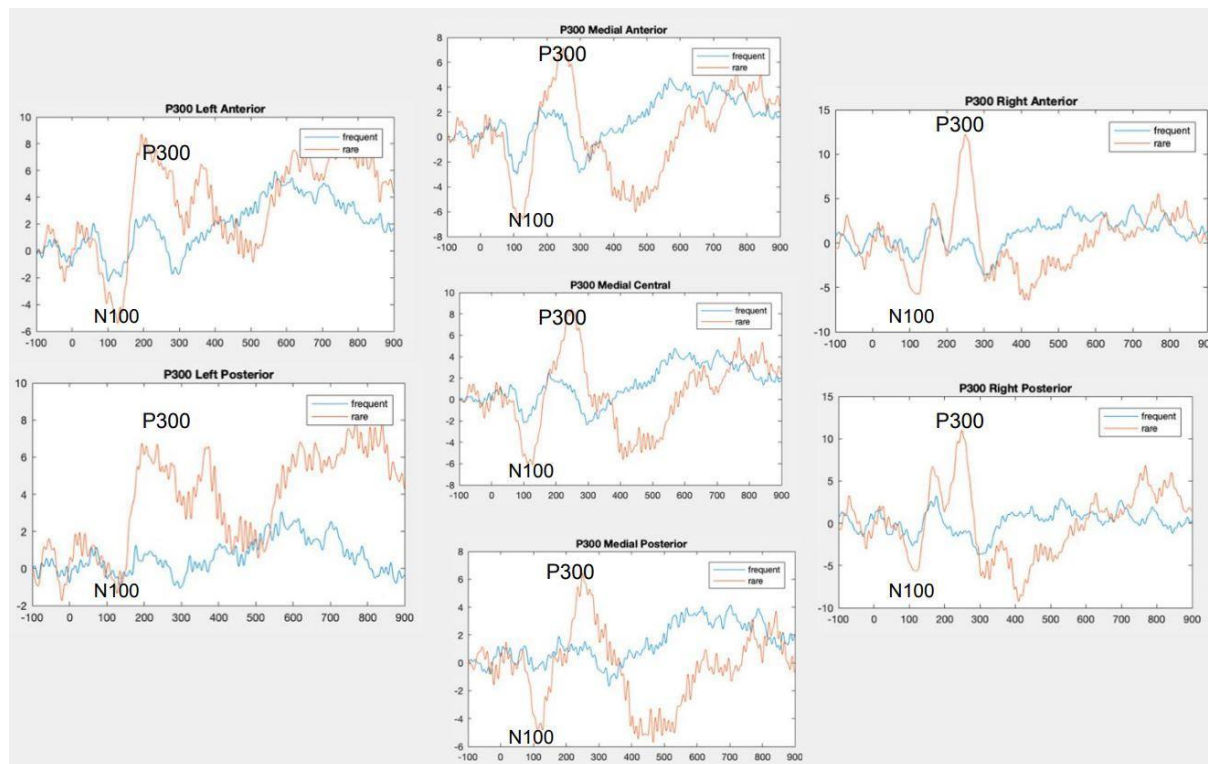 P300 Medial Anterior
8
6
4
2
0
2
4
6
8
-100 0 100 200 300 400 500 600 700 800 900
P300
N100
frequent
rare
P300 Left Anterior
10
8
6
4
2
0
-2
-4
-6
-100 0 100 200 300 400 500 600 700 800 900
P300
N100
frequent
rare
P300 Right Anterior
15
10
5
0
-5
-10
-100 0 100 200 300 400 500 600 700 800 900
P300
N100
frequent
rare
P300 Medial Central
10
8
6
4
2
0
-2
-4
-6
-8
-100 0 100 200 300 400 500 600 700 800 900
P300
N100
frequent
rare
P300 Left Posterior
10
8
6
4
2
0
-2
-100 0 100 200 300 400 500 600 700 800 900
P300
N100
frequent
rare
P300 Right Posterior
15
10
5
0
-5
-10
-100 0 100 200 300 400 500 600 700 800 900
P300
N100
frequent
rare
P300 Medial Posterior
8
6
4
2
0
-2
-4
-6
-100 0 100 200 300 400 500 600 700 800 900
P300
N100
frequent
rare